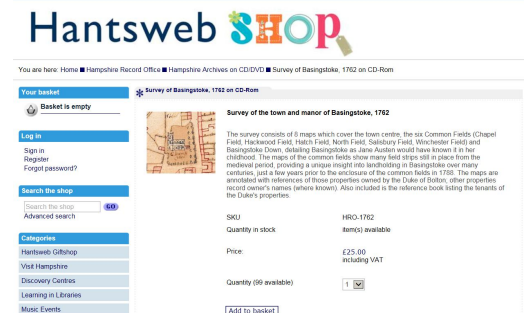 Hantsweb SHOP
You are here: Home ■ Hampshire Record Office ■ Hampshire Archives on CD/DVD ■ Survey of Basingstoke, 1762 on CD-Rom
Your basket
Basket is empty
Log in
Sign in
Register
Forgot password?
Search the shop
Search the shop
GO
Advanced search
Categories
Hantsweb Giftshop
Visit Hampshire
Discovery Centres
Learning in Libraries
Music Events
Survey of Basingstoke, 1762 on CD-Rom
Survey of the town and manor of Basingstoke, 1762
The survey consists of 8 maps which cover the town centre, the six Common Fields (Chapel
Field, Hackwood Field, Hatch Field, North Field, Salisbury Field, Winchester Field) and
Basingstoke Down, detailing Basingstoke as Jane Austen would have known it in her
childhood. The maps of the common fields show many field strips still in place from the
medieval period, providing a unique insight into landholding in Basingstoke over many
centuries, just a few years prior to the enclosure of the common fields in 1788. The maps are
annotated with references of those properties owned by the Duke of Bolton, other properties
record owner's names (where known). Also included is the reference book listing the tenants of
the Duke's properties.
SKU HRO-1762
Quantity in stock item(s) available
Price: £25.00
including VAT
Quantity (99 available) 1
Add to basket